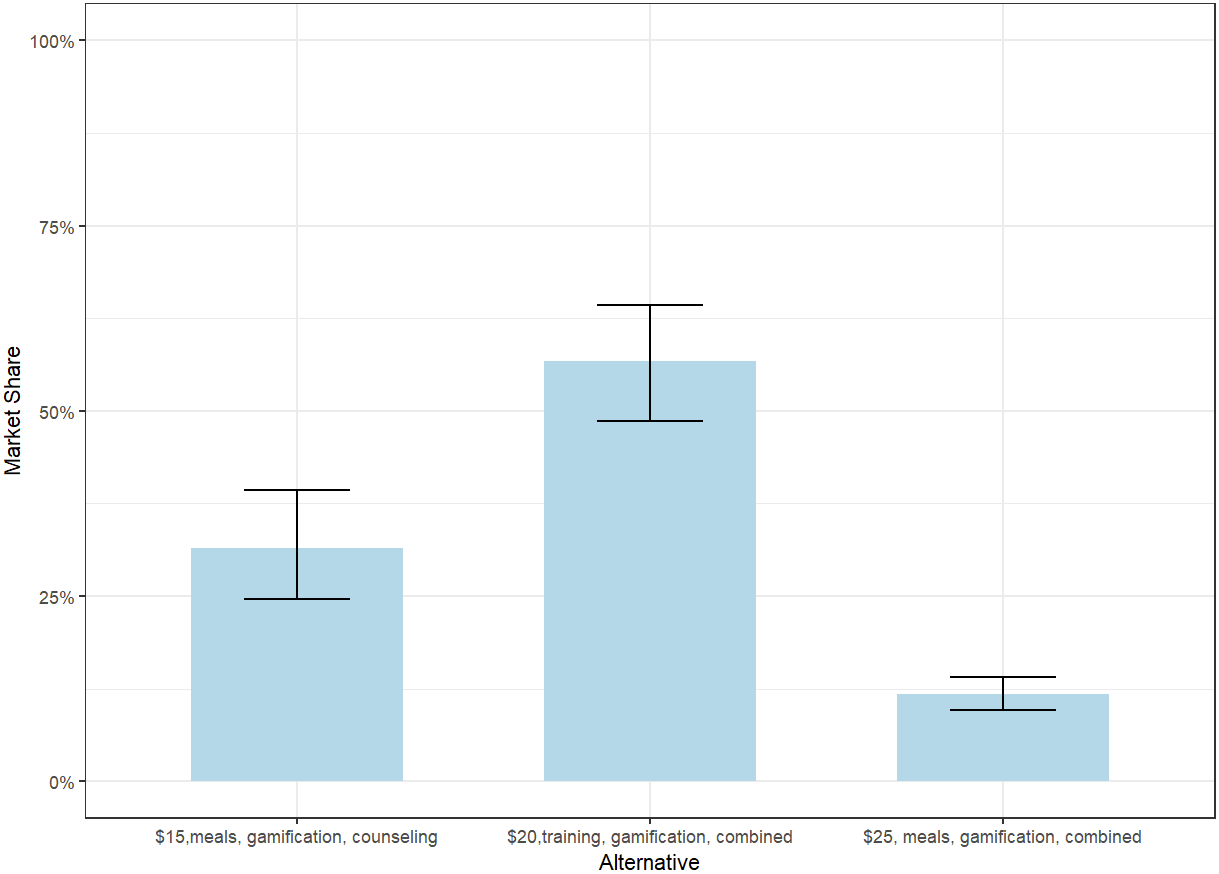 100%
75%
50%
25%
0%
Market Share
$15,meals, gamification, counseling
$20,training, gamification, combined
$25, meals, gamification, combined
Alternative